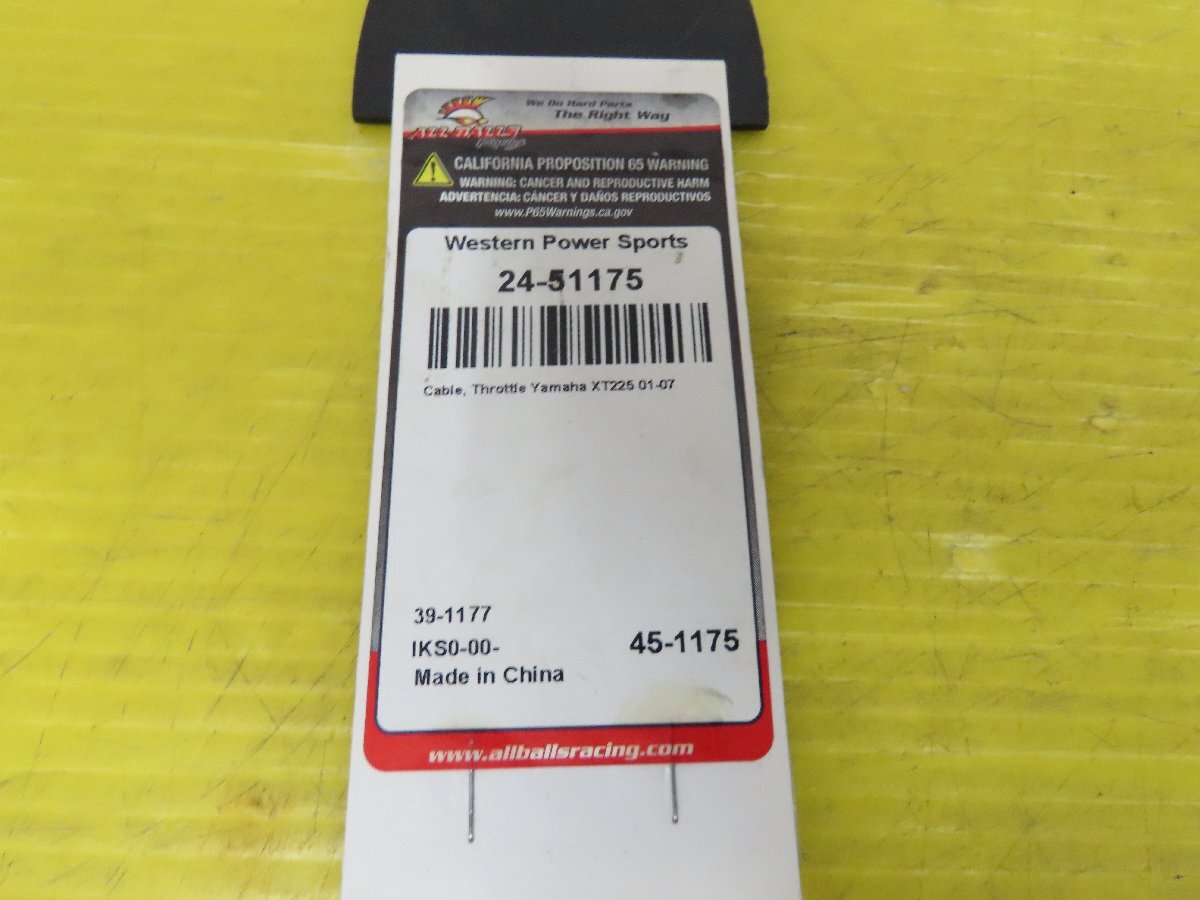 We Do Hard Parts
The Right Way
ALL BALLS
CALIFORNIA PROPOSITION 65 WARNING
WARNING: CANCER AND REPRODUCTIVE HARM
ADVERTENCIA: CÁNCER Y DAÑOS REPRODUCTIVOS
www.P65Warnings.ca.gov
Western Power Sports
24-51175
Cable, Throttle Yamaha XT225 01-07
39-1177
IKS0-00-
45-1175
Made in China
www.allballsracing.com